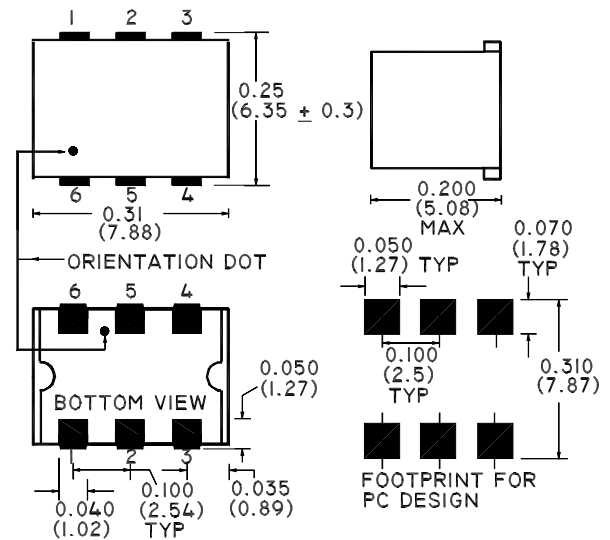 1 2 3
0.25
(6.35 ± 0.3)
6 5 4
0.31
(7.88)
0.200
(5.08)
MAX
ORIENTATION DOT
0.050
(1.27) TYP
0.070
(1.78)
TYP
6 5 4
0.100
(2.5)
TYP
0.310
(7.87)
0.050
(1.27)
BOTTOM VIEW
1 2 3
0.040
(1.02)
0.100
(2.54)
TYP
0.035
(0.89)
FOOTPRINT FOR
PC DESIGN